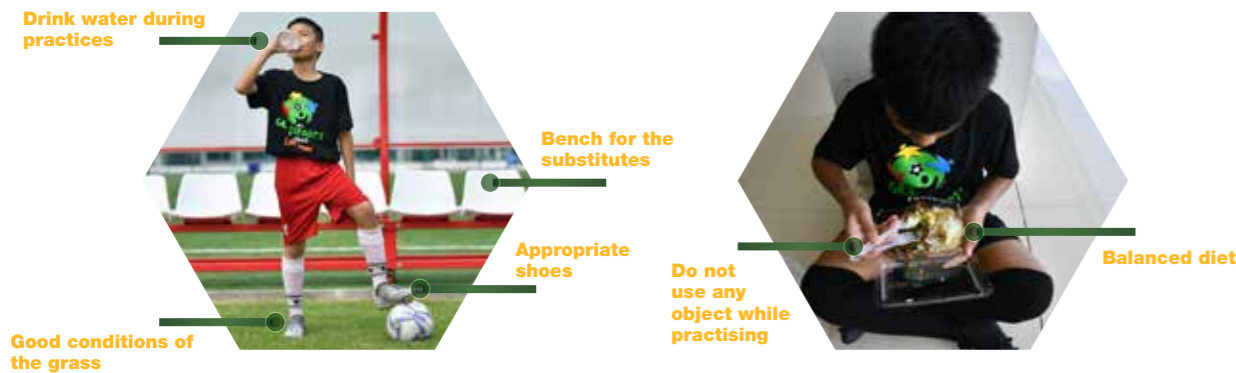 Drink water during
practices
Bench for the
substitutes
Appropriate
shoes
Good conditions of
the grass
Do not
use any
object while
practising
Balanced diet